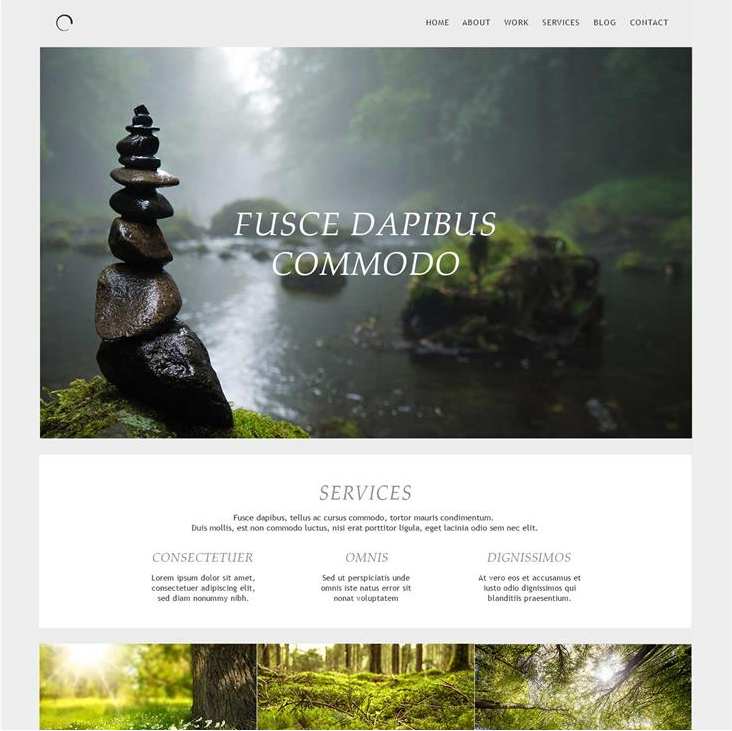 HOME ABOUT WORK SERVICES BLOG CONTACT
FUSCE DAPIBUS
COMMODO
SERVICES
Fusce dapibus, tellus ac cursus commodo, tortor mauris condimentum.
Duis mollis, est non commodo luctus, nisi erat porttitor ligula, eget lacinia odio sem nec elit.
CONSECTETUER
Lorem ipsum dolor sit amet,
consectetuer adipiscing elit,
sed diam nonummy nibh.
OMNIS
Sed ut perspiciatis unde
omnis iste natus error sit
nonat voluptatem
DIGNISSIMOS
At vero eos et accusamus et
iusto odio dignissimos qui
blanditiis praesentium.